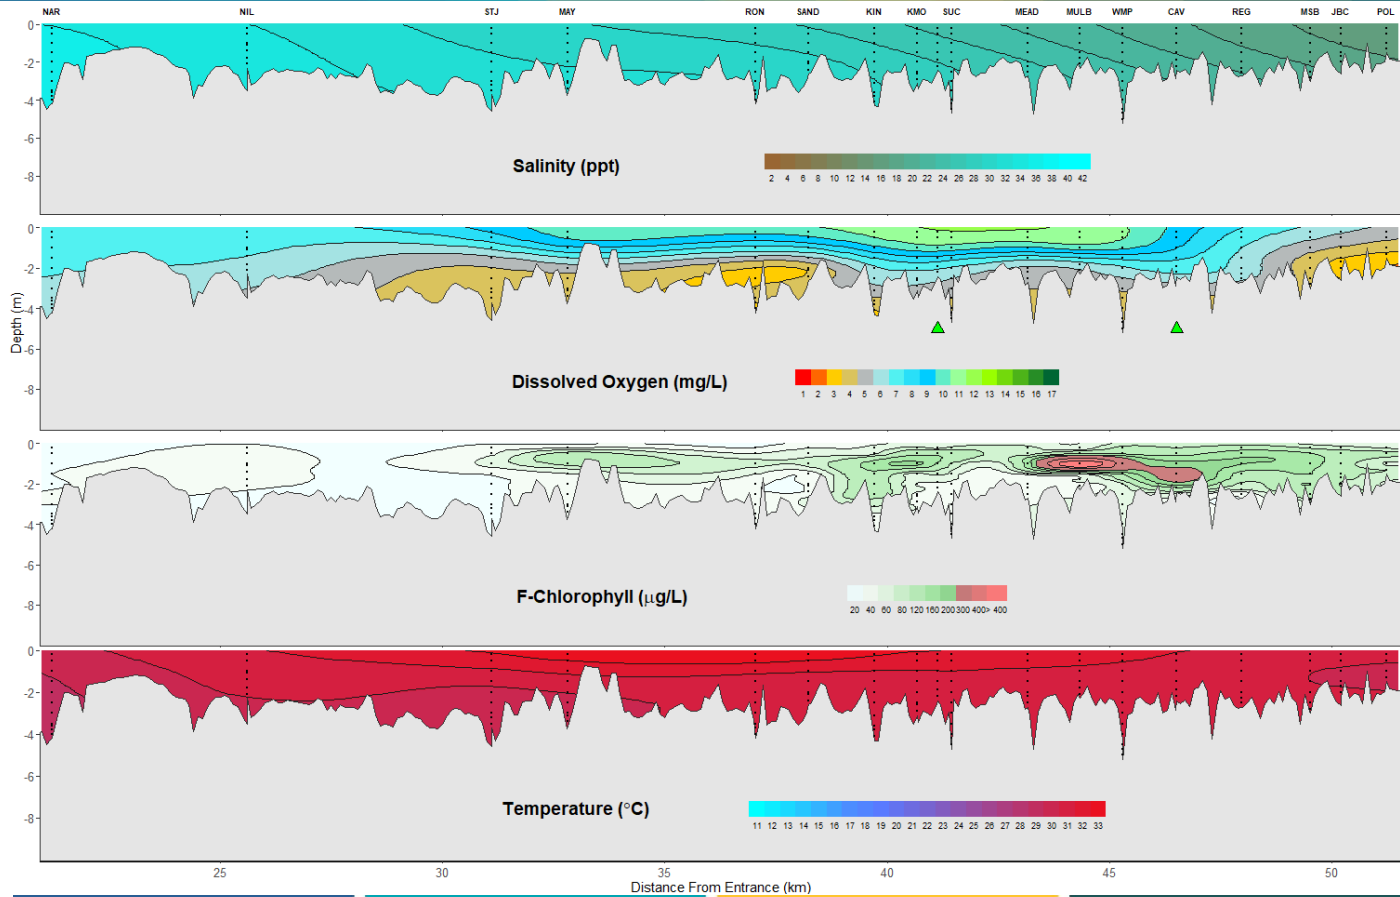 NAR NIL STJ MAY RON SAND KIN KMO SUC MEAD MULB WMP CAV REG MSB JBC POL
0
-2
-4
-6
-8
Salinity (ppt)
2 4 6 8 10 12 14 16 18 20 22 24 26 28 30 32 34 36 38 40 42
0
-2
-4
-6
-8
Depth (m)
Dissolved Oxygen (mg/L)
1 2 3 4 5 6 7 8 9 10 11 12 13 14 15 16 17
0
-2
-4
-6
-8
F-Chlorophyll (μg/L)
20 40 60 80 120 160 200 300 400 > 400
0
-2
-4
-6
-8
Temperature (°C)
11 12 13 14 15 16 17 18 19 20 21 22 23 24 25 26 27 28 29 30 31 32 33
25 30 35 40 45 50
Distance From Entrance (km)